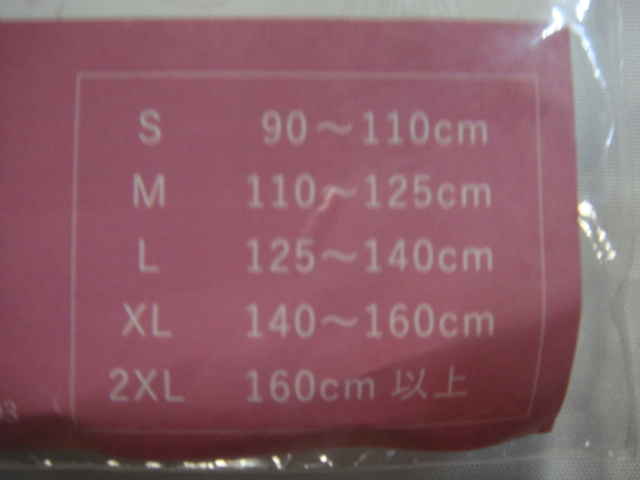 S 90～110cm
M 110～125cm
L 125～140cm
XL 140～160cm
2XL 160cm 以上